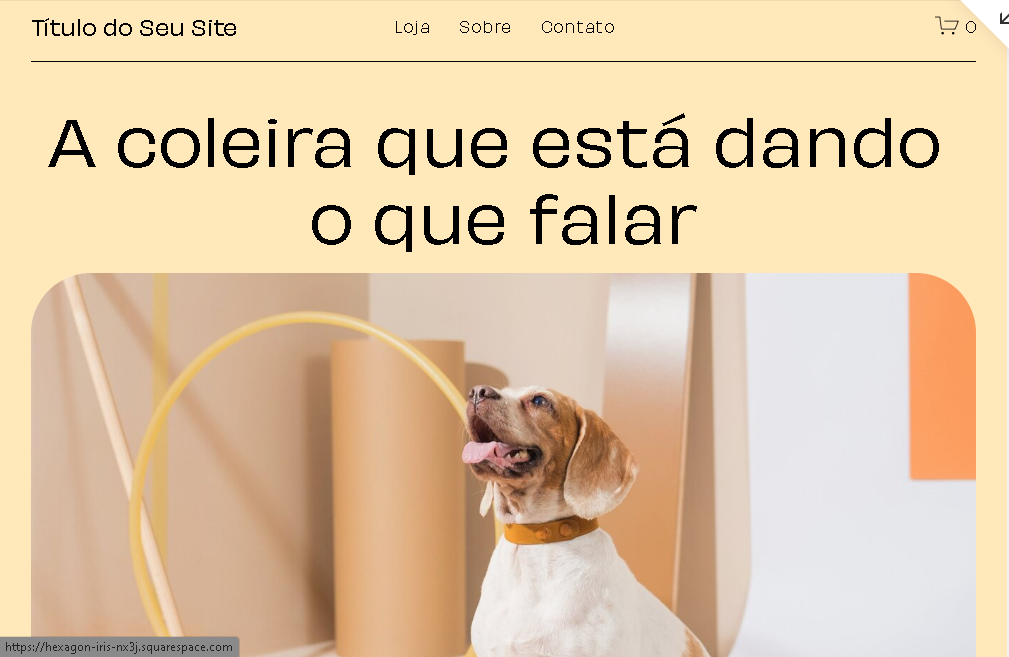 Título do Seu Site
Loja
Sobre
Contato
0
A coleira que está dando
o que falar
https://hexagon-iris-nx3j.squarespace.com